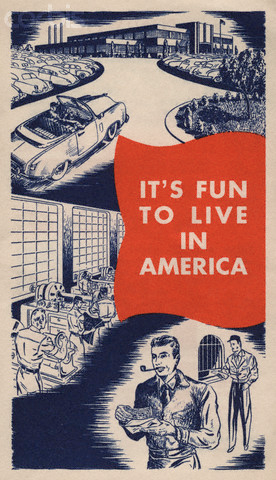 IT'S FUN
TO LIVE
IN
AMERICA